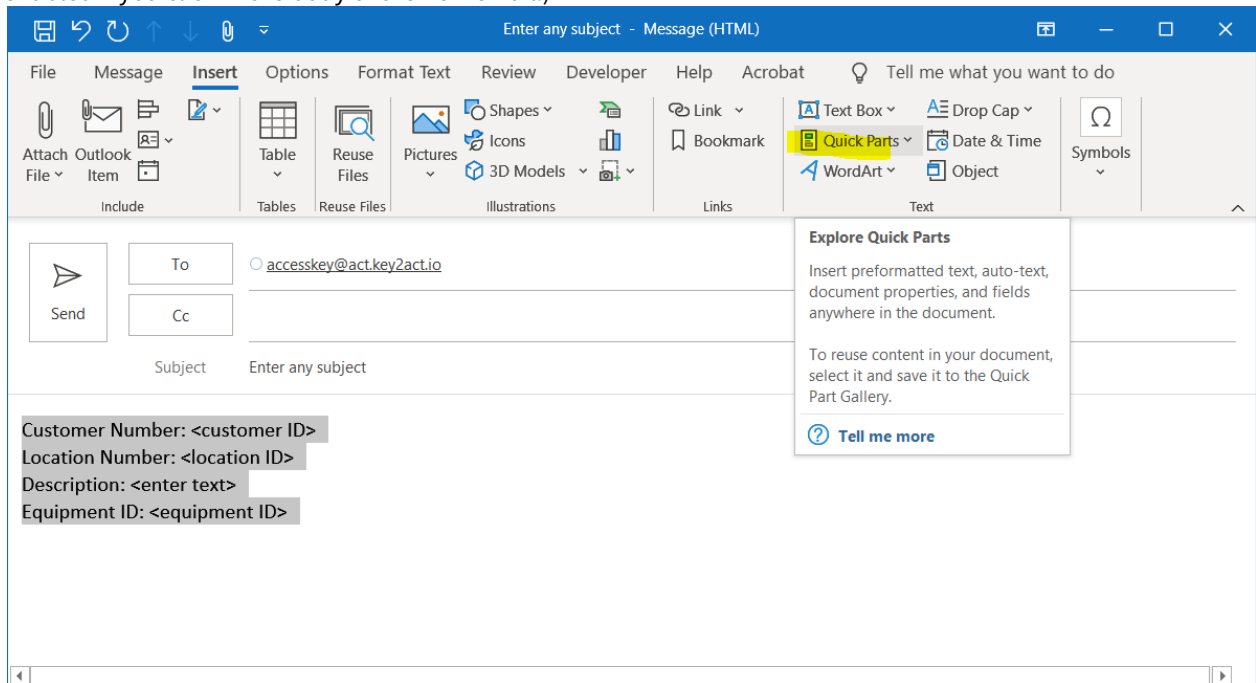 Enter any subject - Message (HTML)
File Message Insert Options Format Text Review Developer Help Acrobat Tell me what you want to do
Attach File
Outlook Item
Include
Table
Tables
Reuse Files
Reuse Files
Pictures
Shapes
Icons
3D Models
Illustrations
Link
Bookmark
Links
Text Box
Quick Parts
WordArt
Drop Cap
Date & Time
Object
Text
Ω
Symbols
Explore Quick Parts
Insert preformatted text, auto-text,
document properties, and fields
anywhere in the document.
To reuse content in your document,
select it and save it to the Quick
Part Gallery.
Tell me more
Send
To
accesskey@act.key2act.io
Cc
Subject
Enter any subject
Customer Number: <customer ID>
Location Number: <location ID>
Description: <enter text>
Equipment ID: <equipment ID>